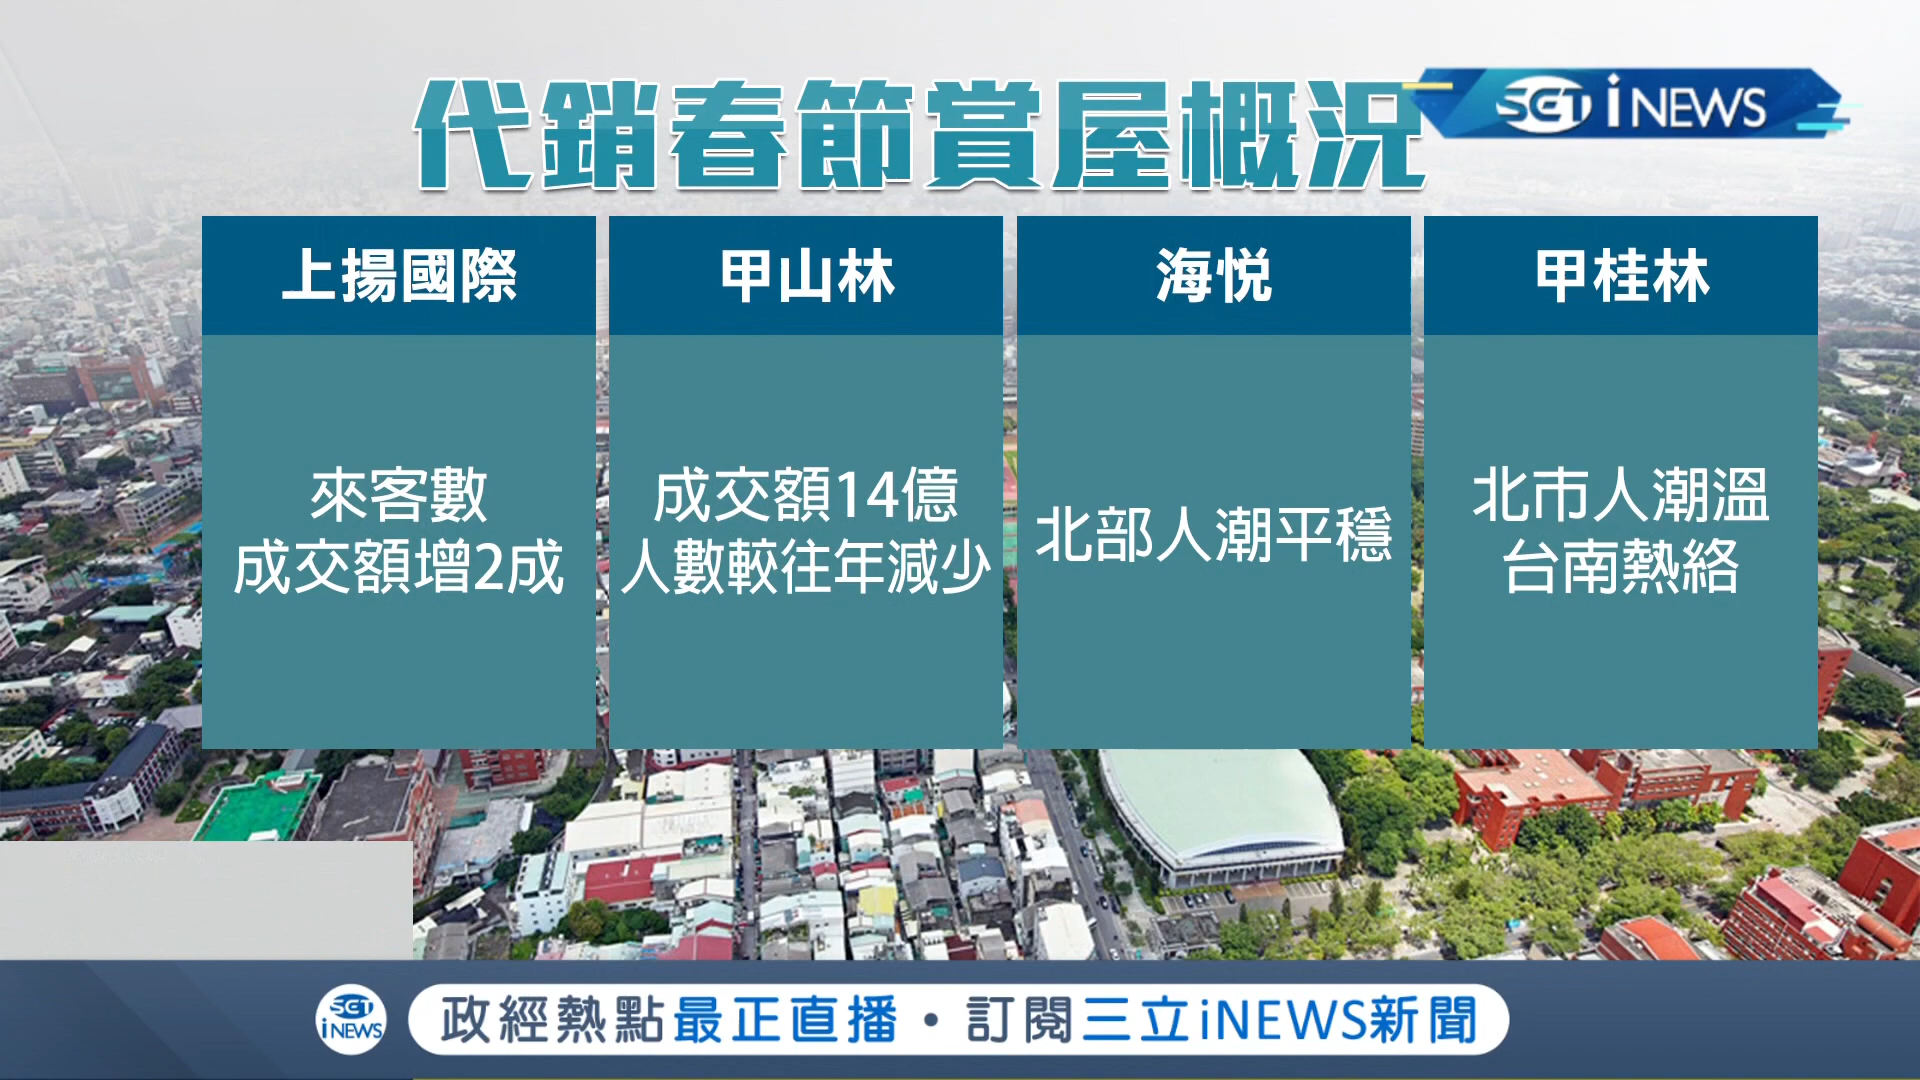 代銷春節賞屋概況
SET iNEWS
上揚國際
來客數
成交額增2成
甲山林
成交額14億
人數較往年減少
海悦
北部人潮平穩
甲桂林
北市人潮溫
台南熱絡
SET iNEWS
政經熱點最正直播・訂閱三立iNEWS新聞